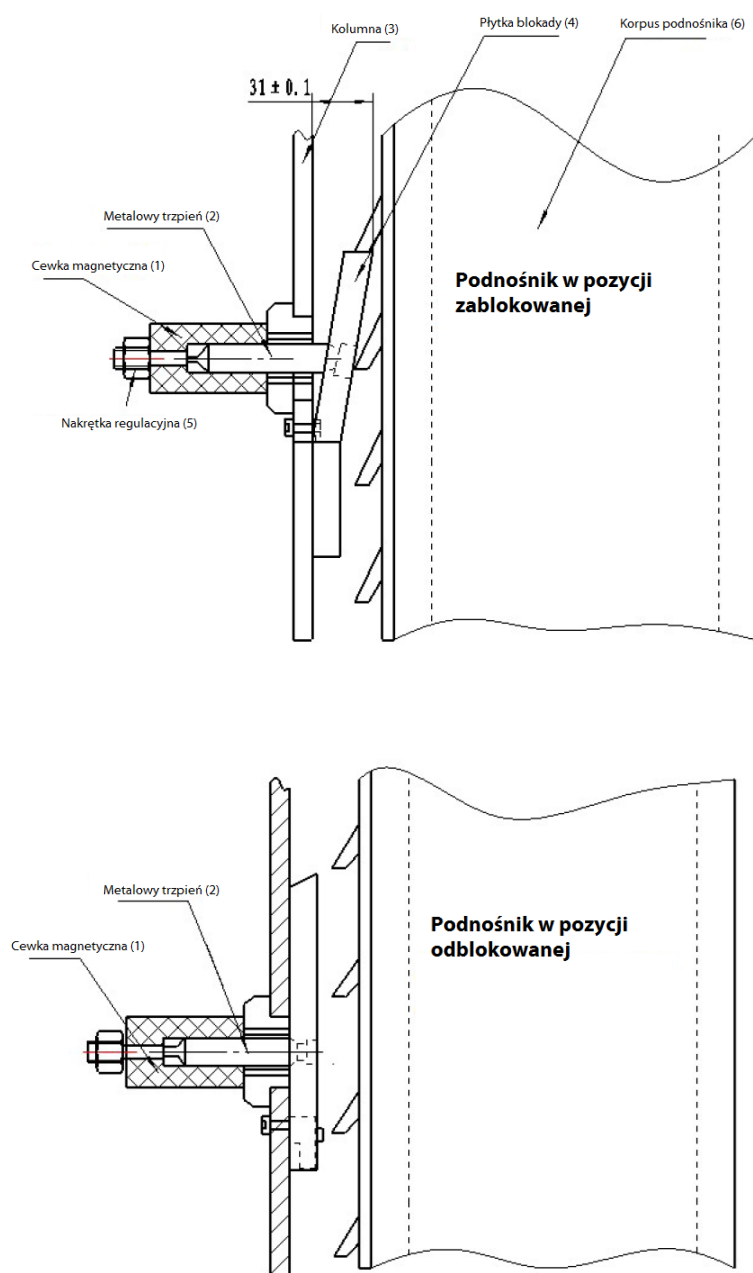 Kolumna (3)
Płytka blokady (4)
Korpus podnośnika (6)
31 ± 0.1
Metalowy trzpień (2)
Cewka magnetyczna (1)
Podnośnik w pozycji
zablokowanej
Nakrętka regulacyjna (5)
Metalowy trzpień (2)
Cewka magnetyczna (1)
Podnośnik w pozycji
odblokowanej